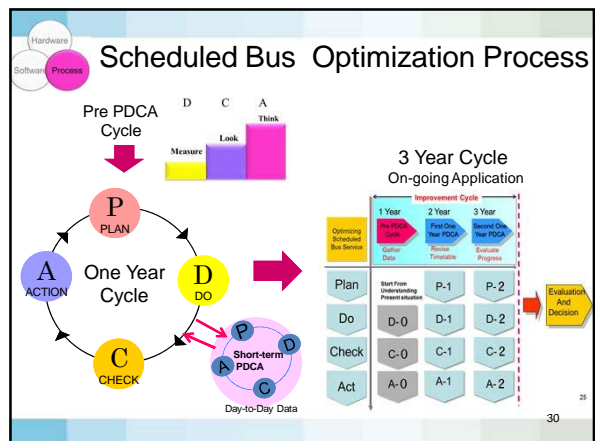 Hardware
Software
Process
Scheduled Bus Optimization Process
Pre PDCA
Cycle
D C A
Measure
Look
Think
P
PLAN
A
ACTION
One Year
Cycle
D
DO
C
CHECK
P
D
Short-term
PDCA
A
C
Day-to-Day Data
3 Year Cycle
On-going Application
Improvement Cycle
1 Year 2 Year 3 Year
Optimizing
Scheduled
Bus Service
Pre PDCA
Cycle
First One
Year PDCA
Second One
Year PDCA
Gather
Data
Revise
Timetable
Evaluate
Progress
Plan
Start From
Understanding
Present situation
P-1 P-2
Do D-0 D-1 D-2
Check C-0 C-1 C-2
Act A-0 A-1 A-2
Evaluation
And
Decision
25
30